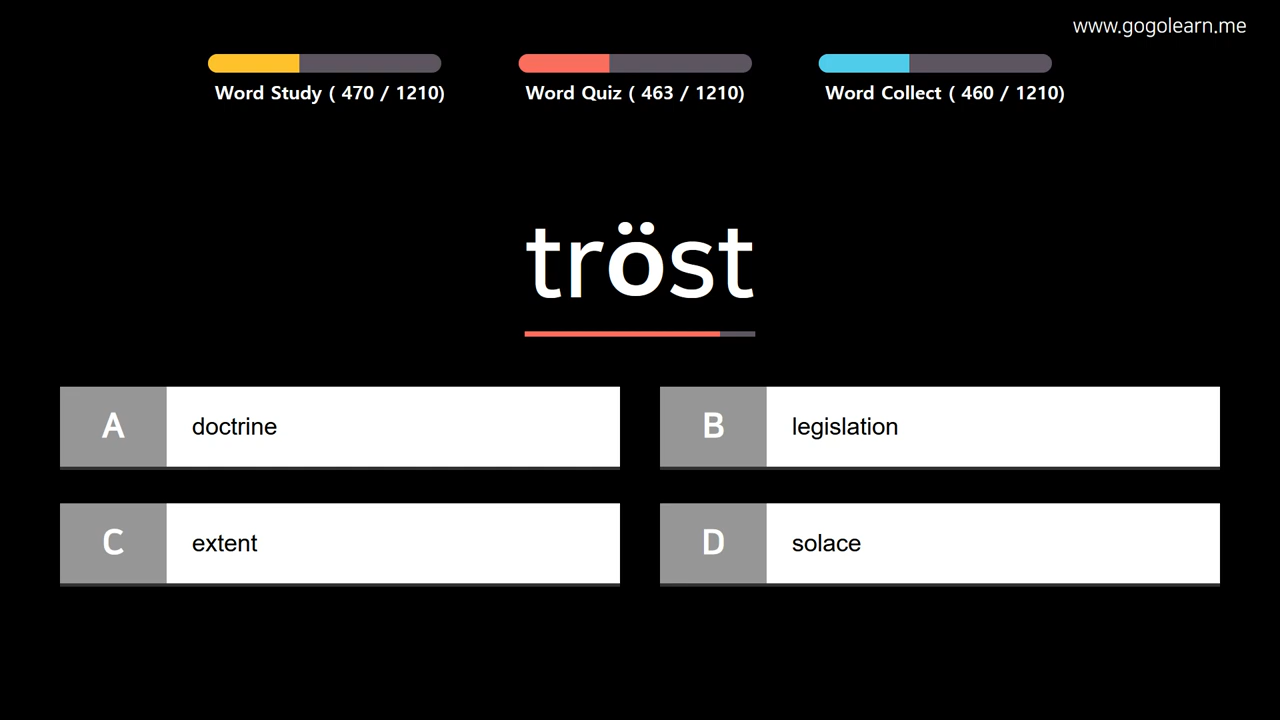 www.gogolearn.me
Word Study ( 470 / 1210)
Word Quiz ( 463 / 1210)
Word Collect ( 460 / 1210)
tröst
A doctrine
B legislation
C extent
D solace